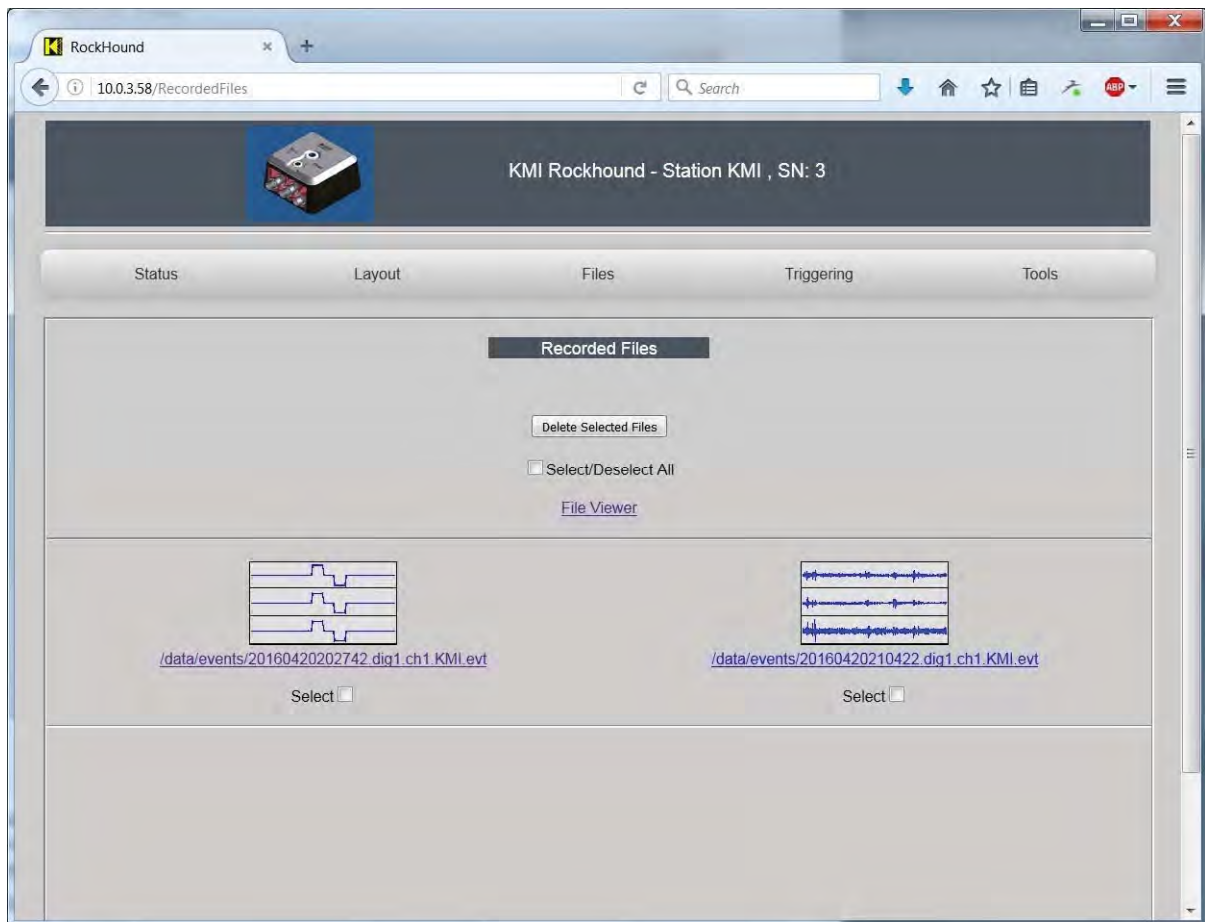 RockHound
10.0.3.58/RecordedFiles
Search
ABP
KMI Rockhound - Station KMI , SN: 3
Status Layout Files Triggering Tools
Recorded Files
Delete Selected Files
Select/Deselect All
File Viewer
/data/events/20160420202742.dig1.ch1.KMI.evt /data/events/20160420210422.dig1.ch1.KMI.evt
Select Select